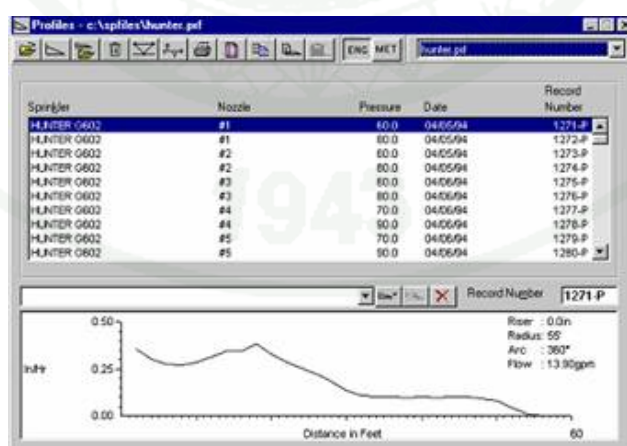 Profiles - c:\spfiles\hunter.prf
ENG MET hunter.prf
Sprinkler Nozzle Pressure Date Record Number
HUNTER G602 #1 60.0 04/05/94 1271-P
HUNTER G602 #1 80.0 04/05/94 1272-P
HUNTER G602 #2 60.0 04/05/94 1273-P
HUNTER G602 #2 80.0 04/05/94 1274-P
HUNTER G602 #3 60.0 04/06/94 1275-P
HUNTER G602 #3 80.0 04/06/94 1276-P
HUNTER G602 #4 70.0 04/06/94 1277-P
HUNTER G602 #4 90.0 04/06/94 1278-P
HUNTER G602 #5 70.0 04/06/94 1279-P
HUNTER G602 #5 90.0 04/06/94 1280-P
1943
Record Number 1271-P
0.50
In/Hr 0.25
0.00
Riser : 0.0in
Radius: 55'
Arc : 360°
Flow : 13.90gpm
Distance in Feet 60